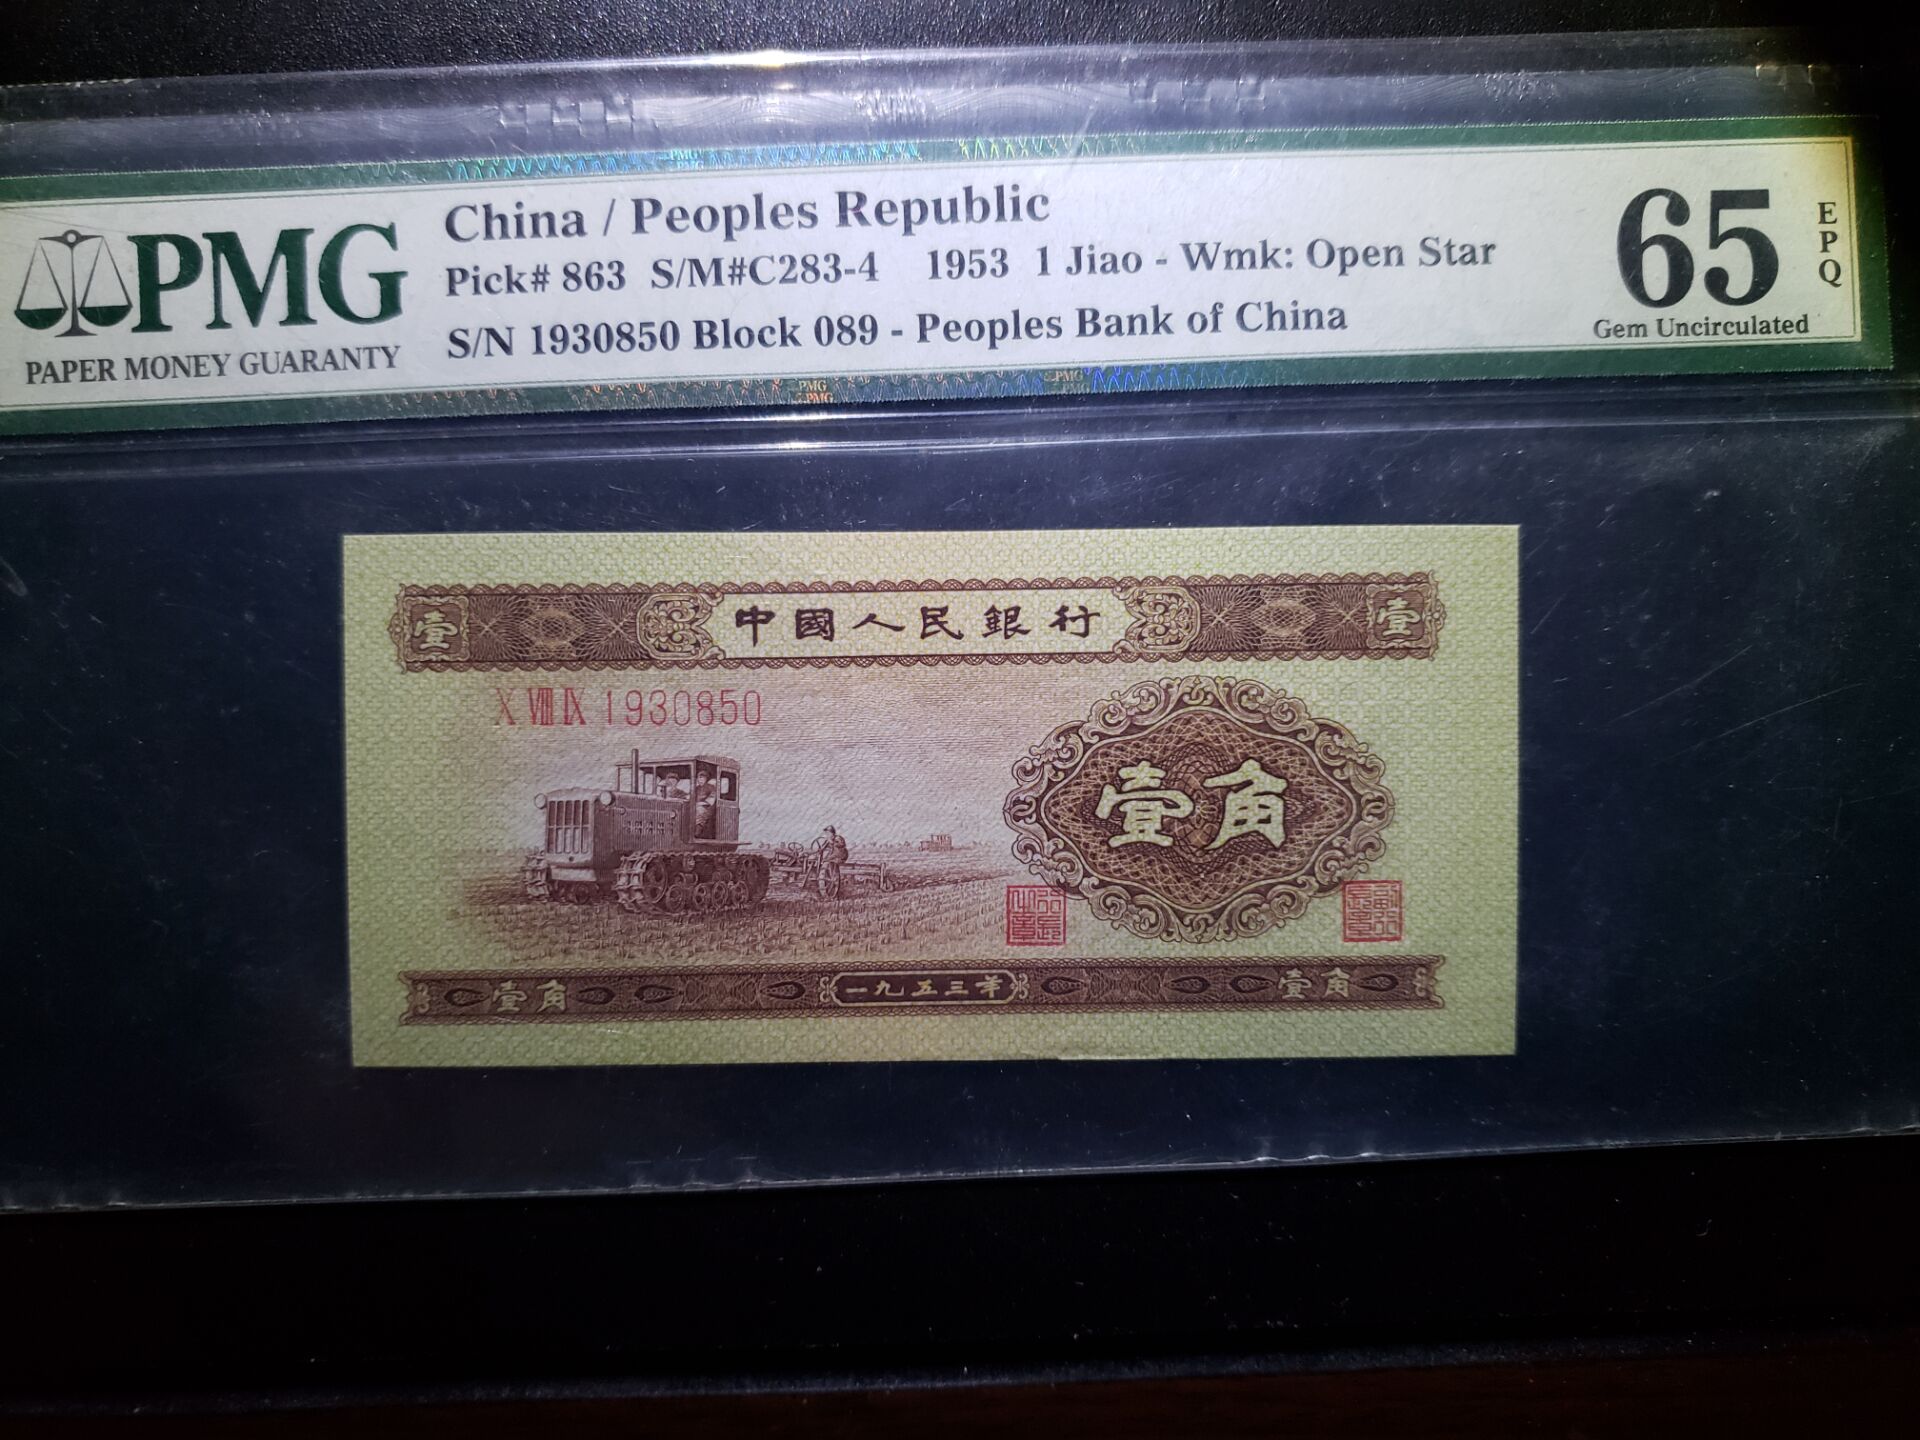 PMG
PAPER MONEY GUARANTY
China / Peoples Republic
Pick# 863 S/M#C283-4 1953 1 Jiao - Wmk: Open Star
S/N 1930850 Block 089 - Peoples Bank of China
65
EPQ
Gem Uncirculated
壹 中國人民銀行 壹
X VIII IX 1930850
壹角
壹角 一九五三年 壹角